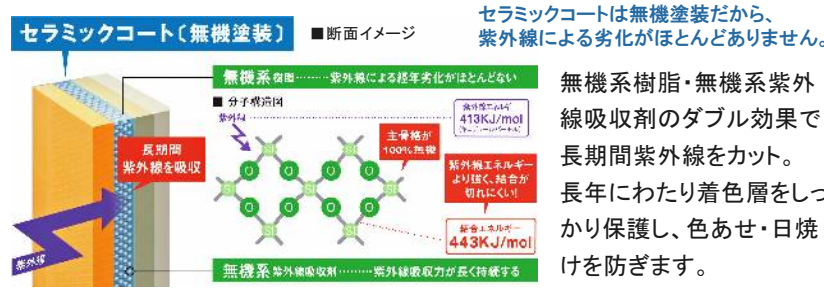 セラミックコート〔無機塗装〕
■断面イメージ
セラミックコートは無機塗装だから、
紫外線による劣化がほとんどありません。
無機系樹脂………紫外線による経年劣化がほとんどない
■ 分子構造図
紫外線
紫外線エネルギー
413KJ/mol
主骨格が
100%無機
長期間
紫外線を吸収
Si
O
紫外線エネルギー
より強く、結合が
切れにくい!
結合エネルギー
443KJ/mol
紫外線
無機系紫外線吸収剤………紫外線吸収力が長く持続する
無機系樹脂・無機系紫外
線吸収剤のダブル効果で
長期間紫外線をカット。
長年にわたり着色層をしっ
かり保護し、色あせ・日焼
けを防ぎます。